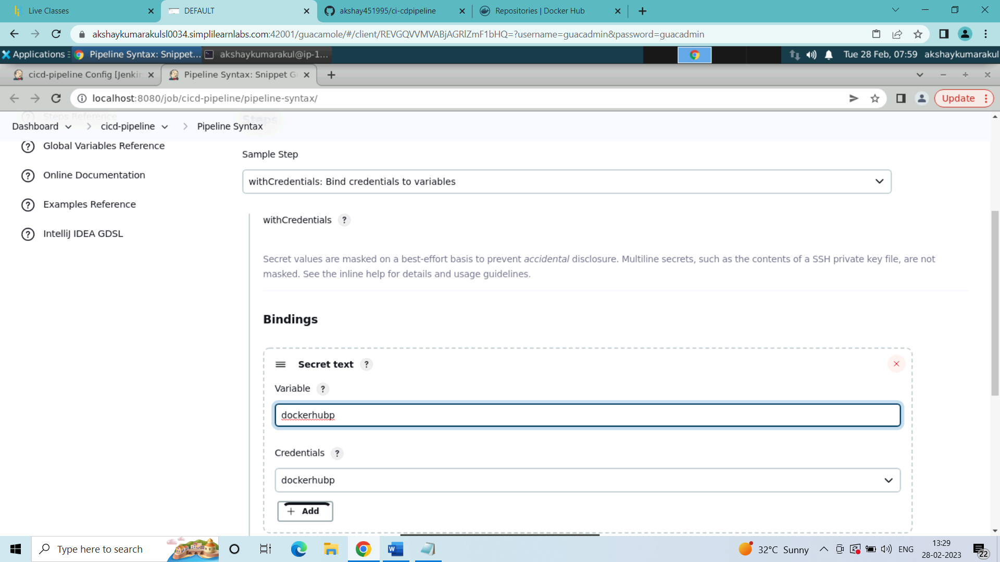 Live Classes
DEFAULT
akshay451995/ci-cdpipeline
Repositories | Docker Hub
akshaykumarakulsl0034.simplilearnlabs.com:42001/guacamole/#/client/REVGQVVMVABjAGRlZmF1bHQ=?username=guacadmin&password=guacadmin
Applications
Pipeline Syntax: Snippet...
akshaykumarakul@ip-1...
Tue 28 Feb, 07:59
akshaykumarakul
cicd-pipeline Config [Jenkin
Pipeline Syntax: Snippet G
localhost:8080/job/cicd-pipeline/pipeline-syntax/
Update
Steps Reference
Steps
Dashboard
cicd-pipeline
Pipeline Syntax
Global Variables Reference
Online Documentation
Examples Reference
IntelliJ IDEA GDSL
Sample Step
withCredentials: Bind credentials to variables
withCredentials ?
Secret values are masked on a best-effort basis to prevent accidental disclosure. Multiline secrets, such as the contents of a SSH private key file, are not
masked. See the inline help for details and usage guidelines.
Bindings
Secret text ?
Variable ?
dockerhubp
Credentials ?
dockerhubp
+ Add
Type here to search
32°C Sunny
ENG
13:29
28-02-2023
22